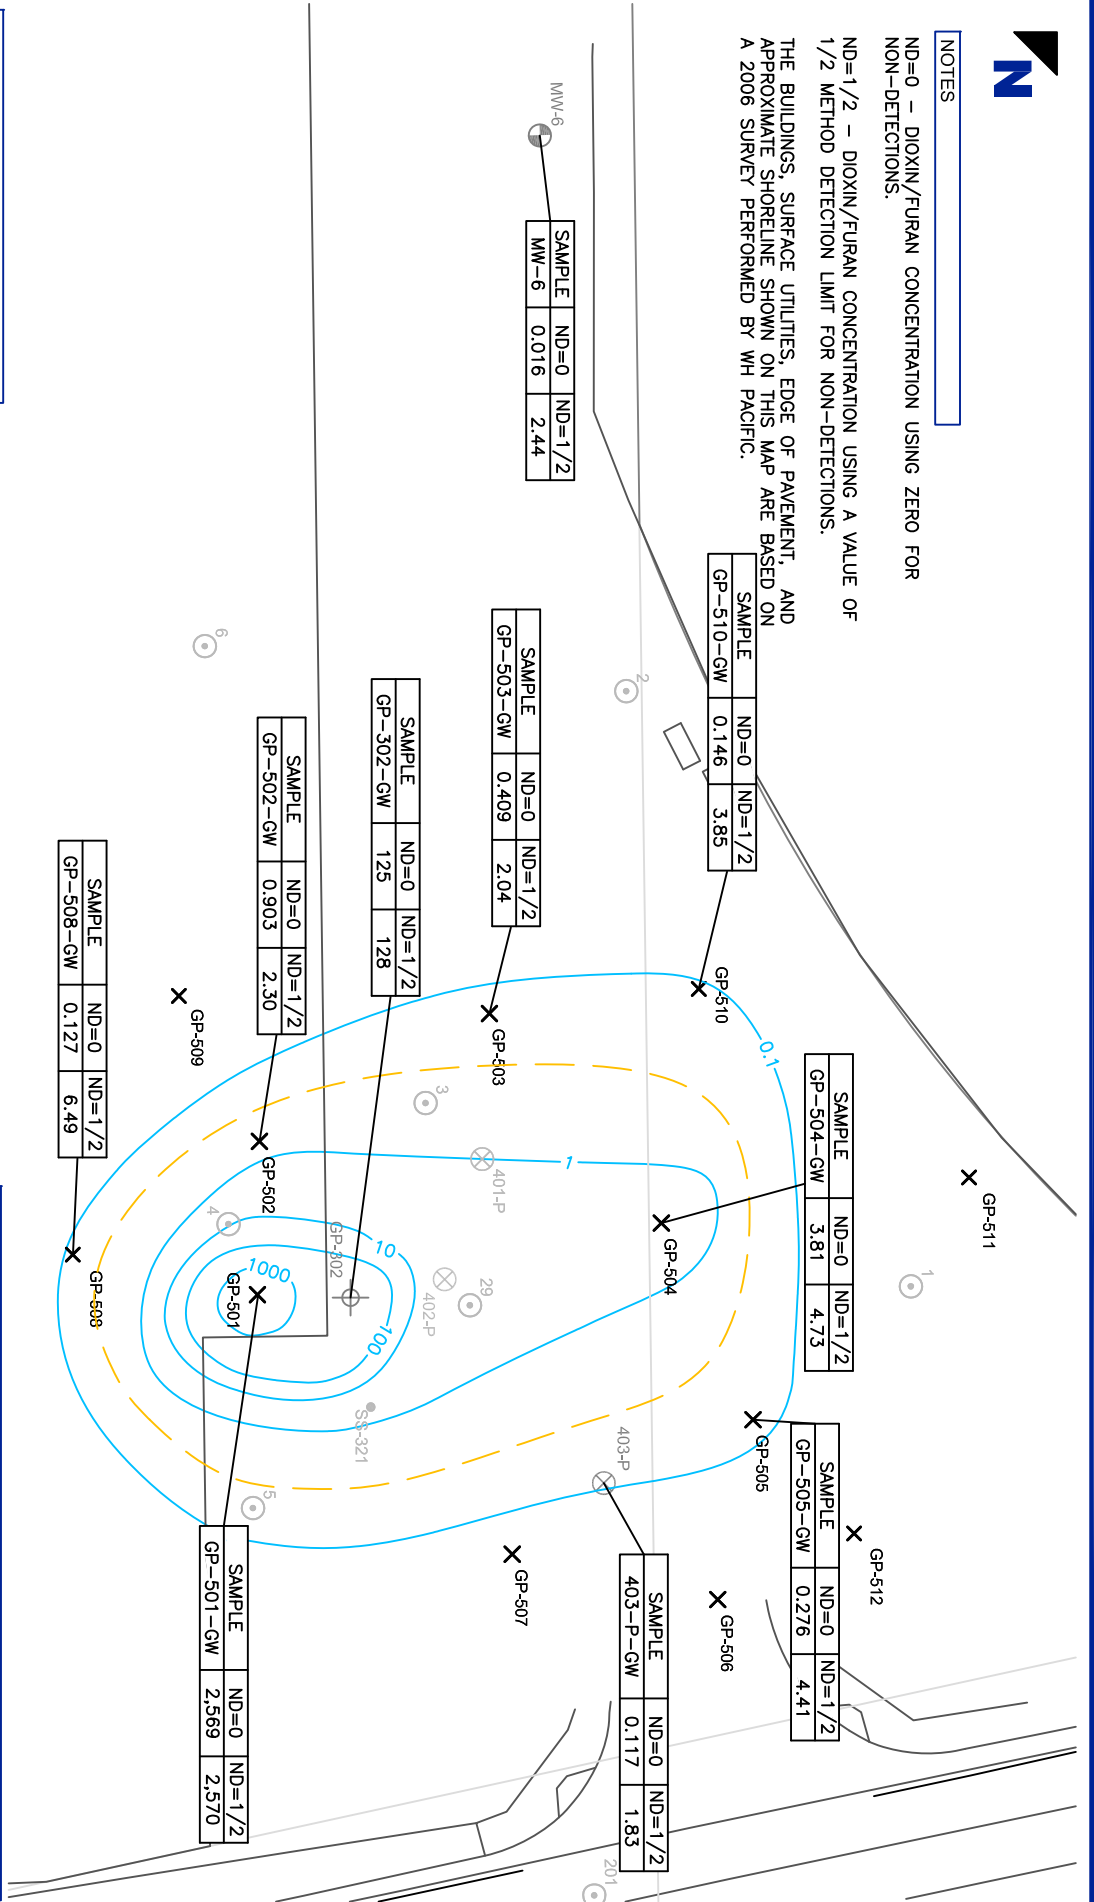 N
NOTES
ND=0 – DIOXIN/FURAN CONCENTRATION USING ZERO FOR
NON-DETECTIONS.
ND=1/2 – DIOXIN/FURAN CONCENTRATION USING A VALUE OF
1/2 METHOD DETECTION LIMIT FOR NON-DETECTIONS.
THE BUILDINGS, SURFACE UTILITIES, EDGE OF PAVEMENT, AND
APPROXIMATE SHORELINE SHOWN ON THIS MAP ARE BASED ON
A 2006 SURVEY PERFORMED BY WH PACIFIC.
MW-6
SAMPLE ND=0 ND=1/2
MW-6 0.016 2.44
SAMPLE ND=0 ND=1/2
GP-510-GW 0.146 3.85
GP-510
SAMPLE ND=0 ND=1/2
GP-503-GW 0.409 2.04
GP-503
SAMPLE ND=0 ND=1/2
GP-302-GW 125 128
GP-302
SAMPLE ND=0 ND=1/2
GP-502-GW 0.903 2.30
GP-502
SAMPLE ND=0 ND=1/2
GP-508-GW 0.127 6.49
GP-508
GP-509
SAMPLE ND=0 ND=1/2
GP-504-GW 3.81 4.73
GP-504
GP-511
SAMPLE ND=0 ND=1/2
GP-505-GW 0.276 4.41
GP-505
GP-512
GP-506
GP-507
SAMPLE ND=0 ND=1/2
403-P-GW 0.117 1.83
403-P
SAMPLE ND=0 ND=1/2
GP-501-GW 2,569 2,570
GP-501
0.1
1
10
100
1000
401-P
402-P
SS-321
1
2
3
4
5
6
29
201